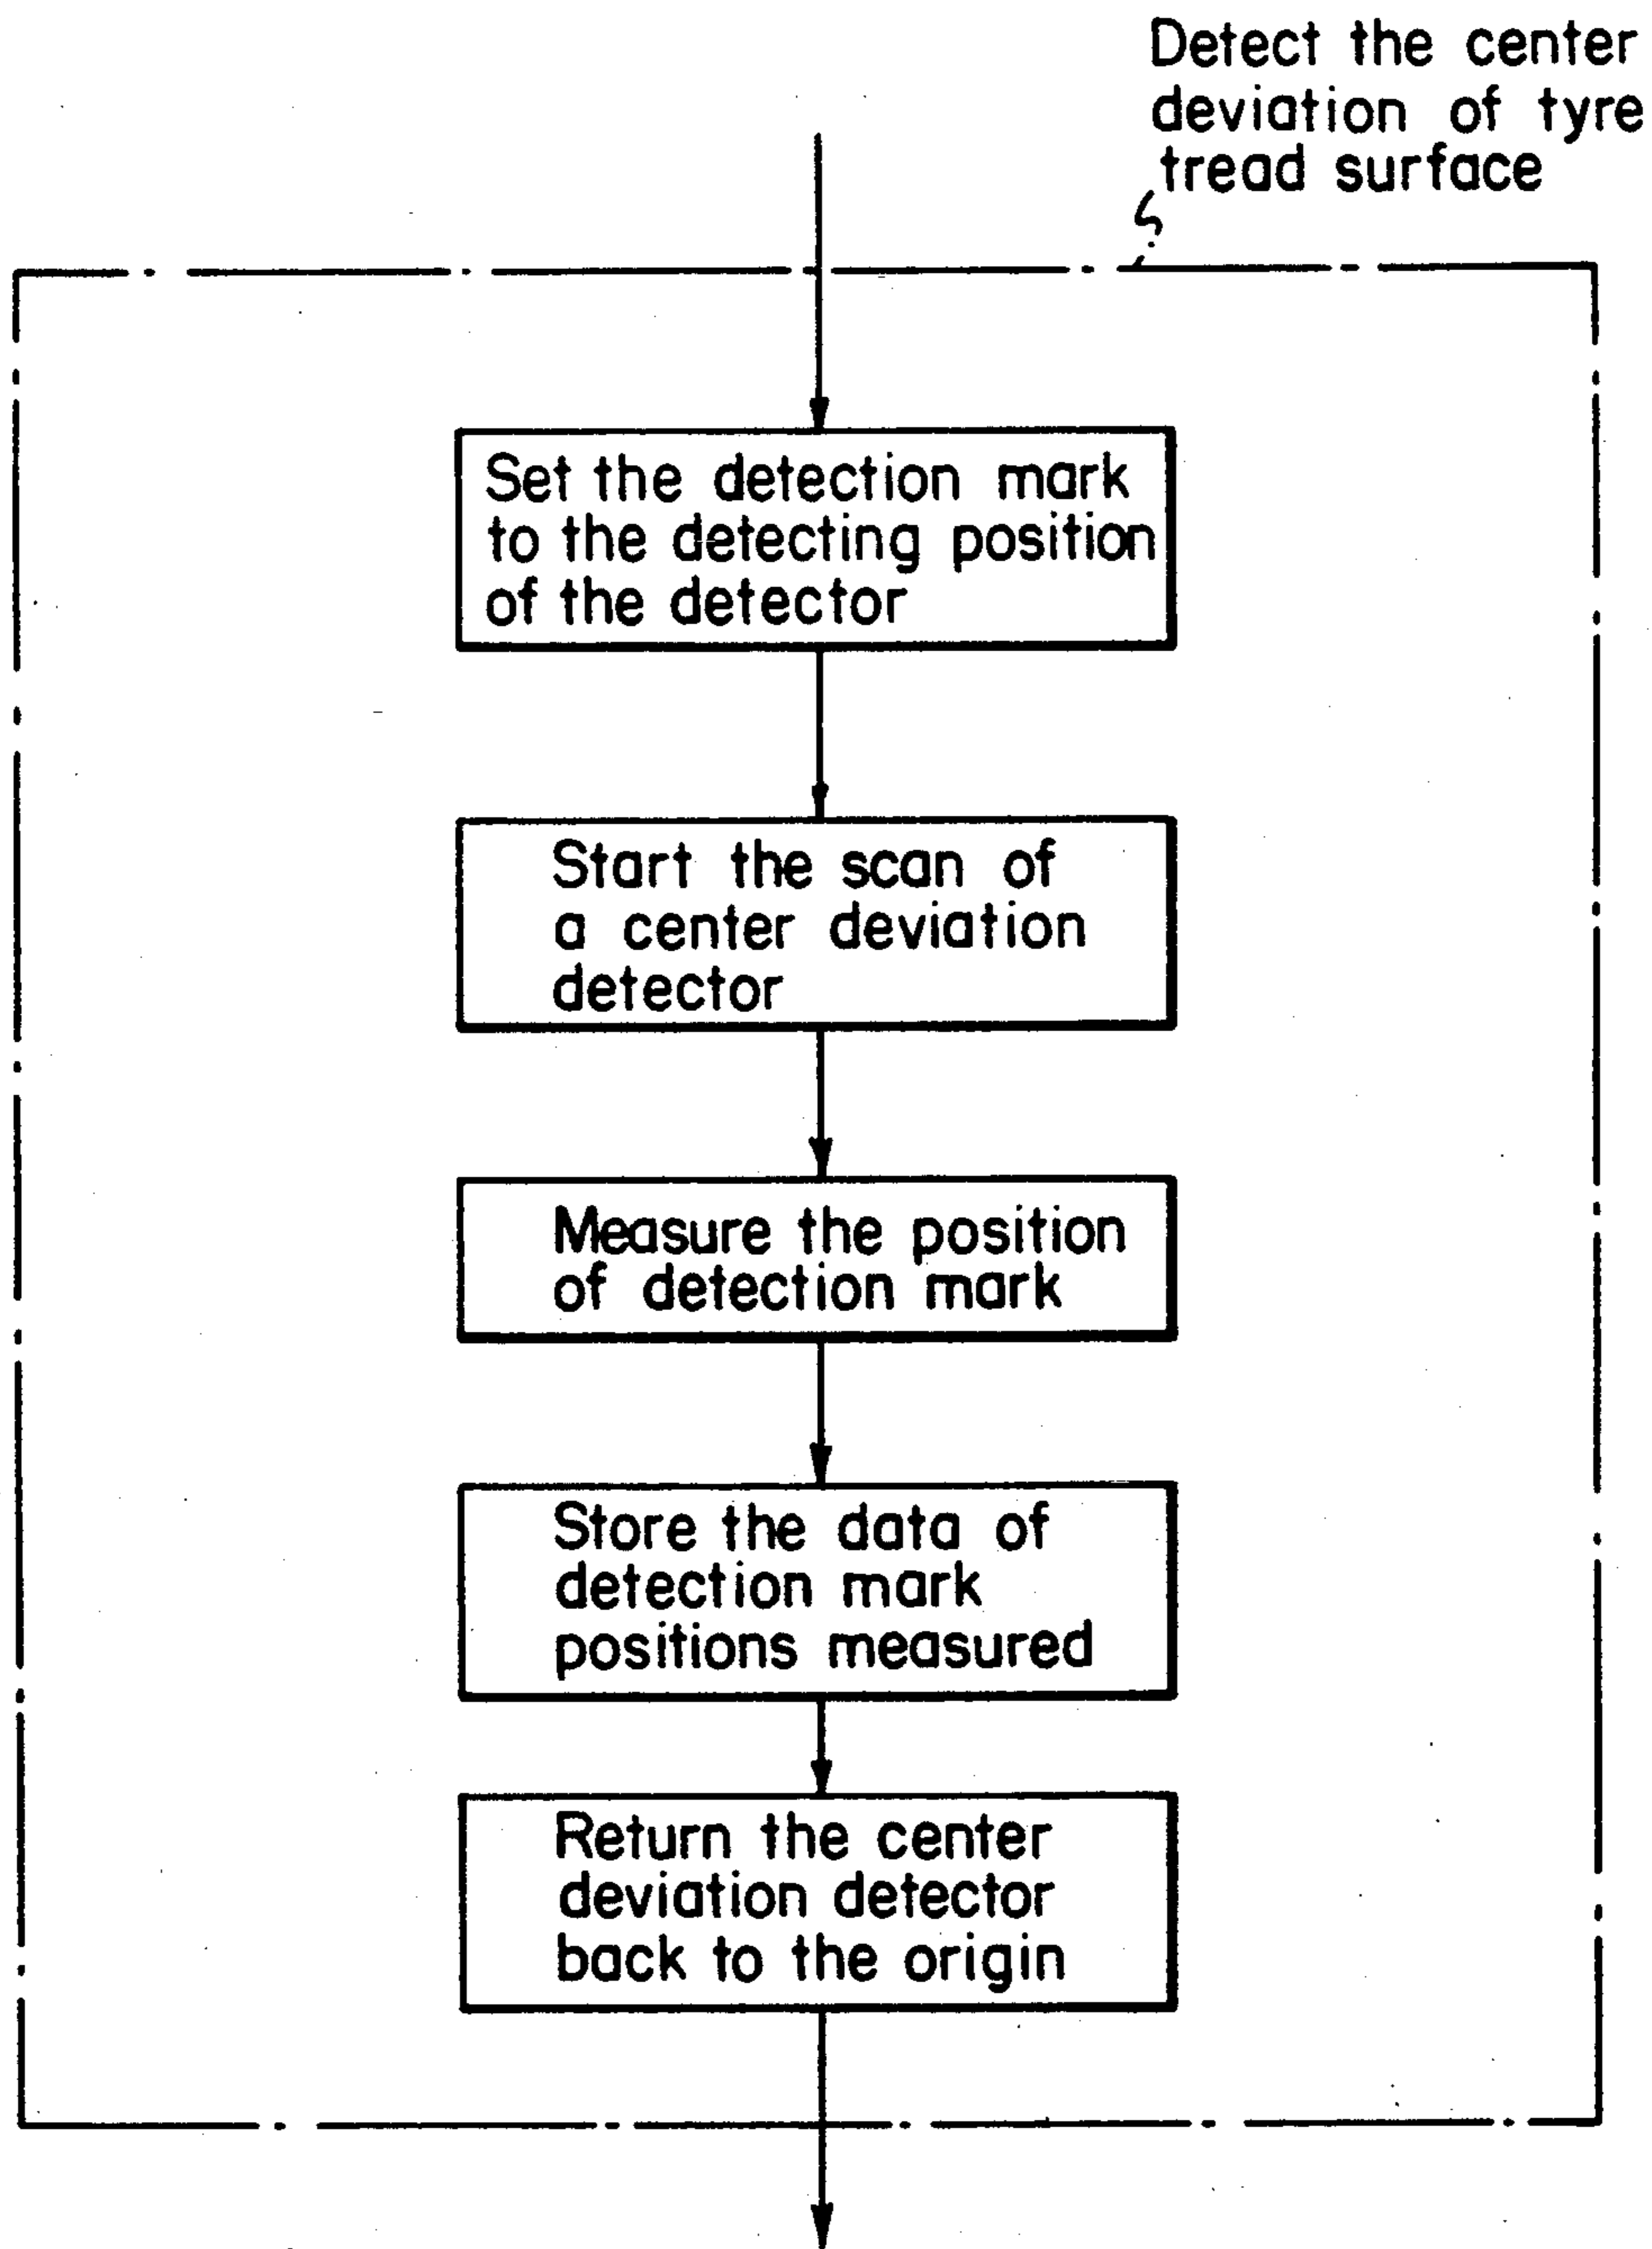 Detect the center
deviation of tyre
tread surface
Set the detection mark
to the detecting position
of the detector
Start the scan of
a center deviation
detector
Measure the position
of detection mark
Store the data of
detection mark
positions measured
Return the center
deviation detector
back to the origin